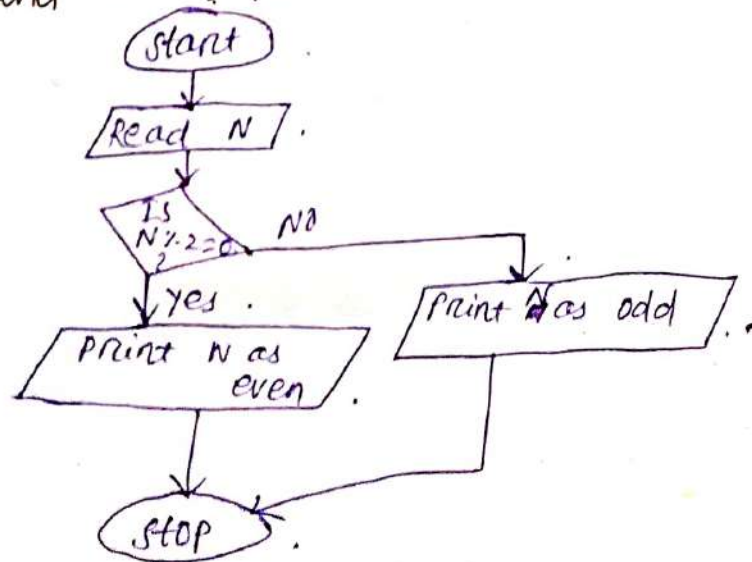 Start
Read N
Is
N%2=0
?
No
Yes
Print N as
even
Print N as odd
Stop